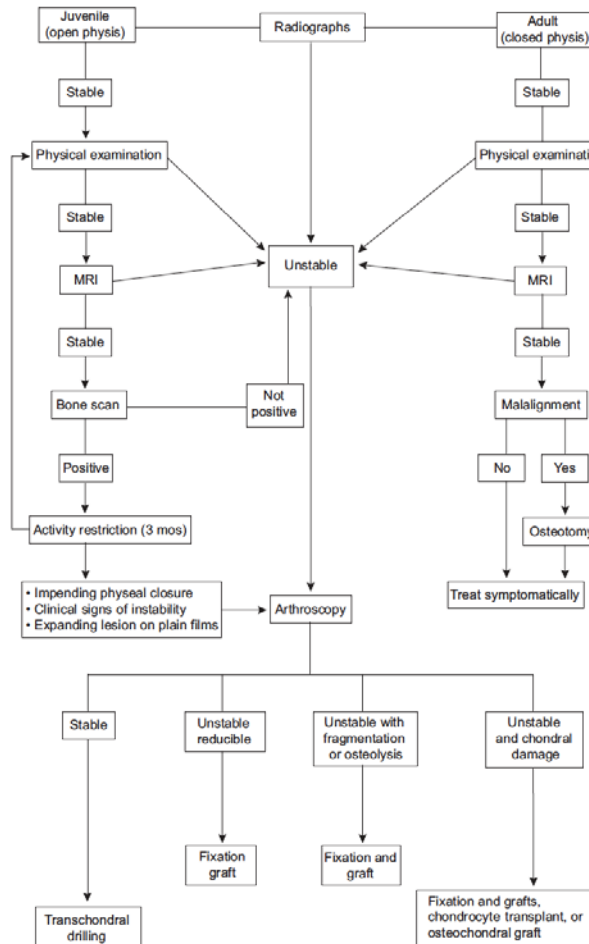 Juvenile
(open physis)
Radiographs
Adult
(closed physis)
Stable
Stable
Physical examination
Physical examinati
Stable
Stable
Unstable
MRI
MRI
Stable
Stable
Not
positive
Bone scan
Malalignment
Positive
No
Yes
Activity restriction (3 mos)
Osteotomy
• Impending physeal closure
• Clinical signs of instability
• Expanding lesion on plain films
Arthroscopy
Treat symptomatically
Stable
Unstable
reducible
Unstable with
fragmentation
or osteolysis
Unstable
and chondral
damage
Fixation
graft
Fixation and
graft
Transchondral
drilling
Fixation and grafts,
chondrocyte transplant, or
osteochondral graft